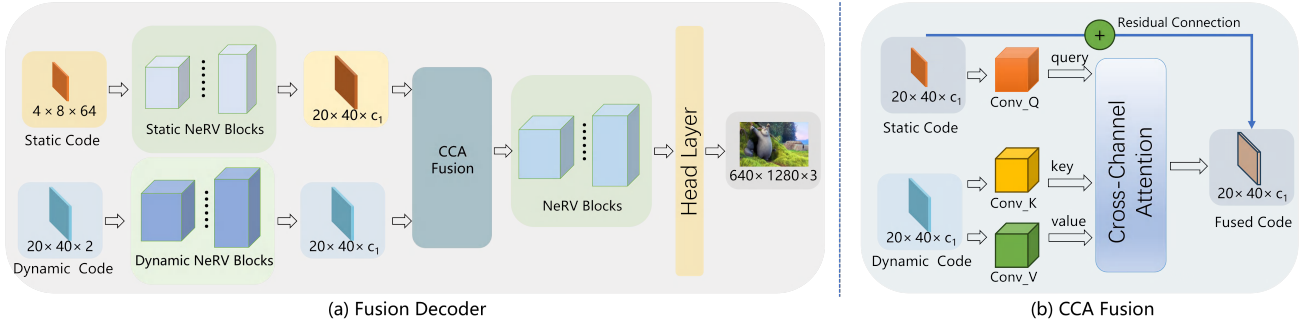 4 × 8 × 64
Static Code
Static NeRV Blocks
20× 40× c₁
20× 40× 2
Dynamic Code
Dynamic NeRV Blocks
20× 40× c₁
CCA
Fusion
NeRV Blocks
Head Layer
640× 1280×3
(a) Fusion Decoder
Residual Connection
+
20× 40× c₁
Static Code
Conv_Q
query
20× 40× c₁
Dynamic Code
Conv_K
key
Conv_V
value
Cross-Channel
Attention
20× 40× c₁
Fused Code
(b) CCA Fusion